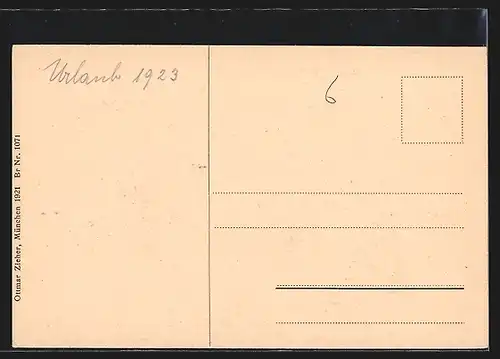 Urlaub 1923
6
Ottmar Zieher, München 1921 Br Nr. 1071